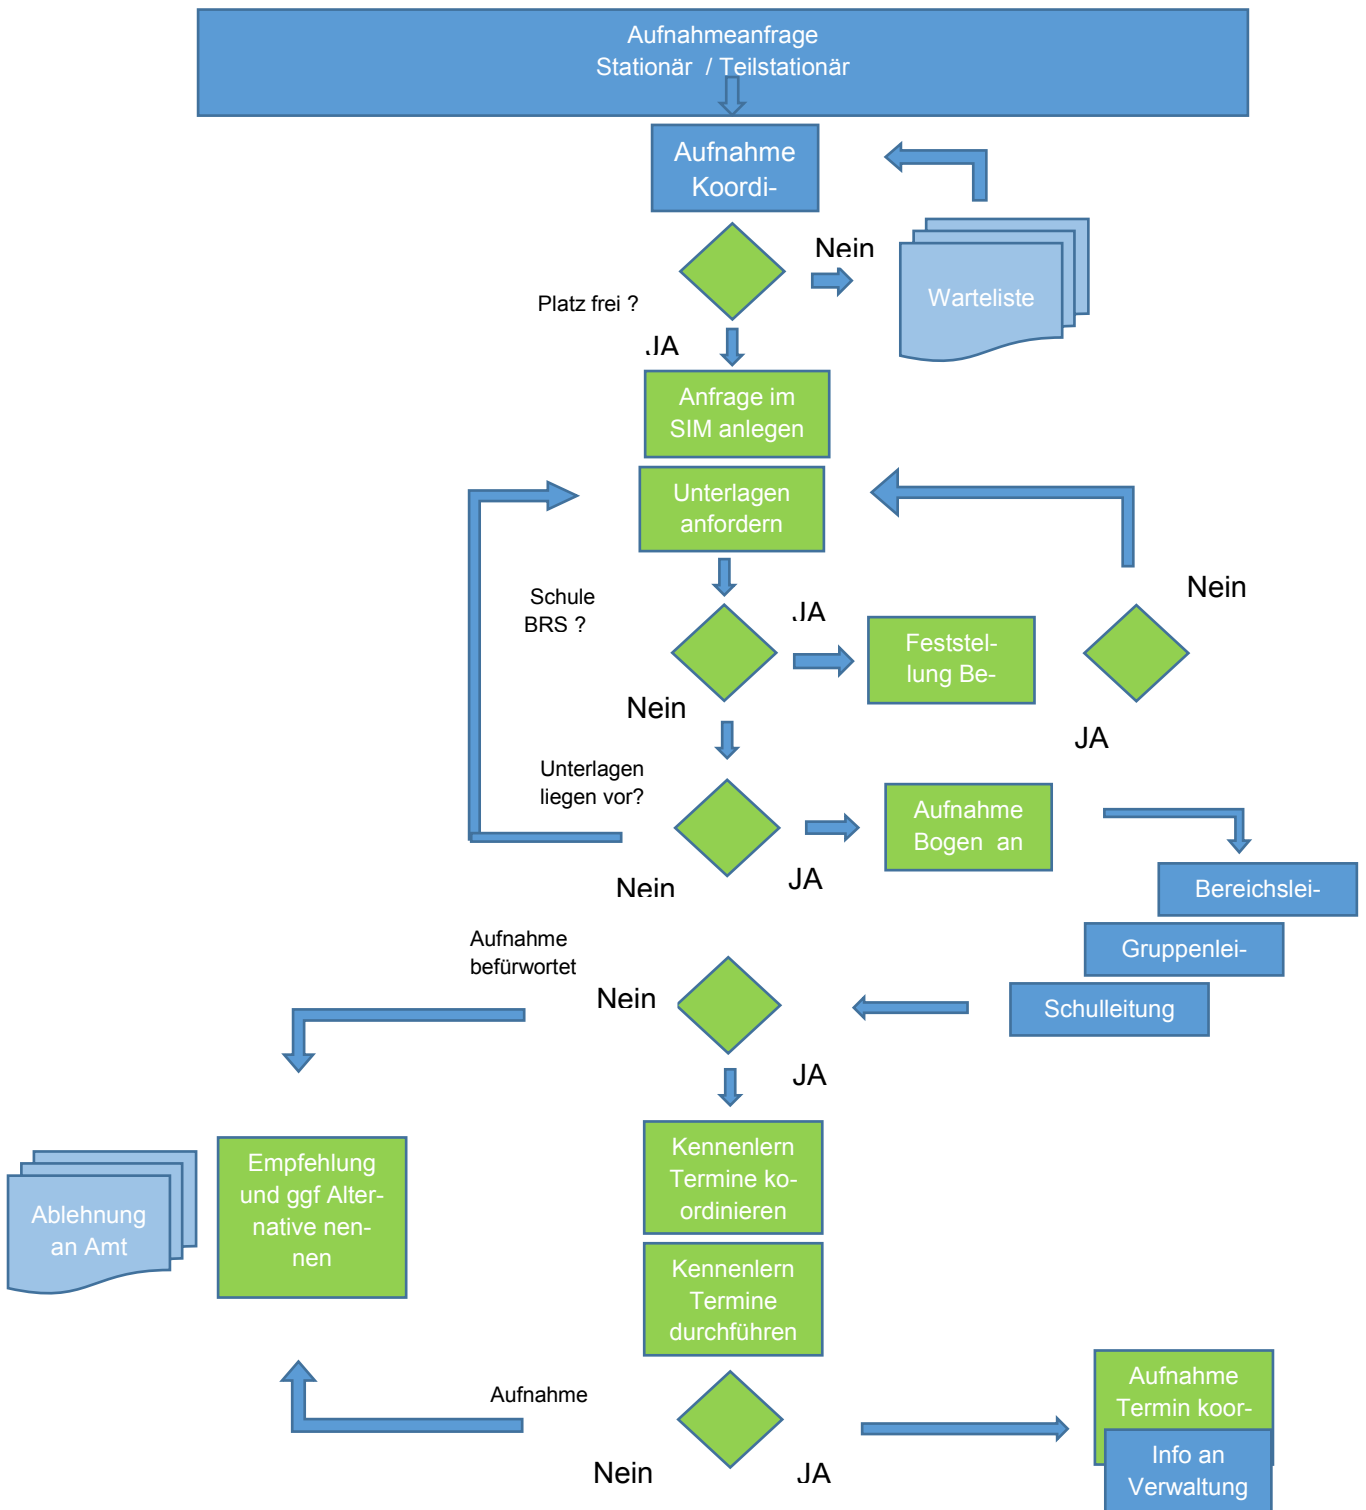 Aufnahmeanfrage
Stationär / Teilstationär
Aufnahme
Koordi-
Nein
Warteliste
Platz frei ?
JA
Anfrage im
SIM anlegen
Unterlagen
anfordern
Nein
Schule
BRS ?
JA
Feststel-
lung Be-
Nein
JA
Unterlagen
liegen vor?
Aufnahme
Bogen an
Nein
JA
Bereichslei-
Gruppenlei-
Schulleitung
Aufnahme
befürwortet
Nein
JA
Kennenlern
Termine ko-
ordinieren
Empfehlung
und ggf Alter-
native nen-
nen
Ablehnung
an Amt
Kennenlern
Termine
durchführen
Aufnahme
Nein
JA
Aufnahme
Termin koor-
Info an
Verwaltung